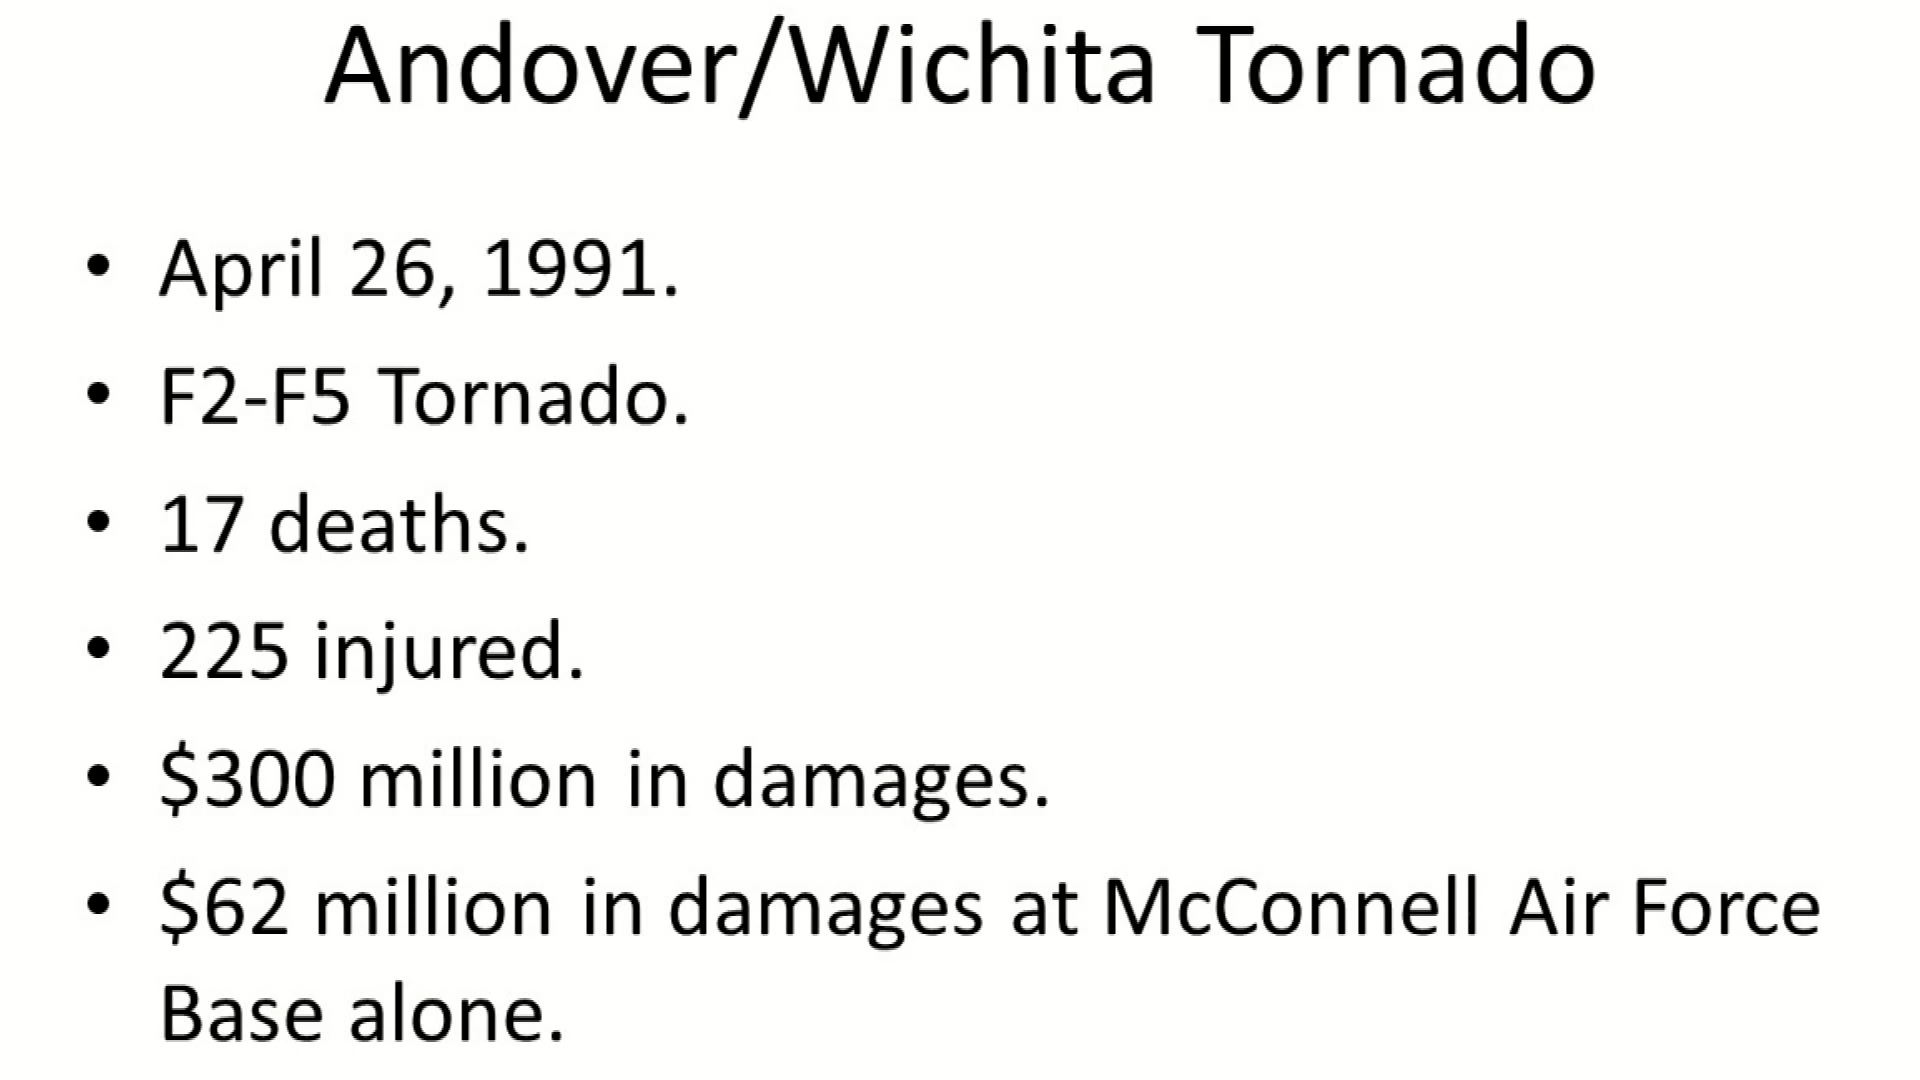 Andover/Wichita Tornado
• April 26, 1991.
• F2-F5 Tornado.
• 17 deaths.
• 225 injured.
• $300 million in damages.
• $62 million in damages at McConnell Air Force
Base alone.